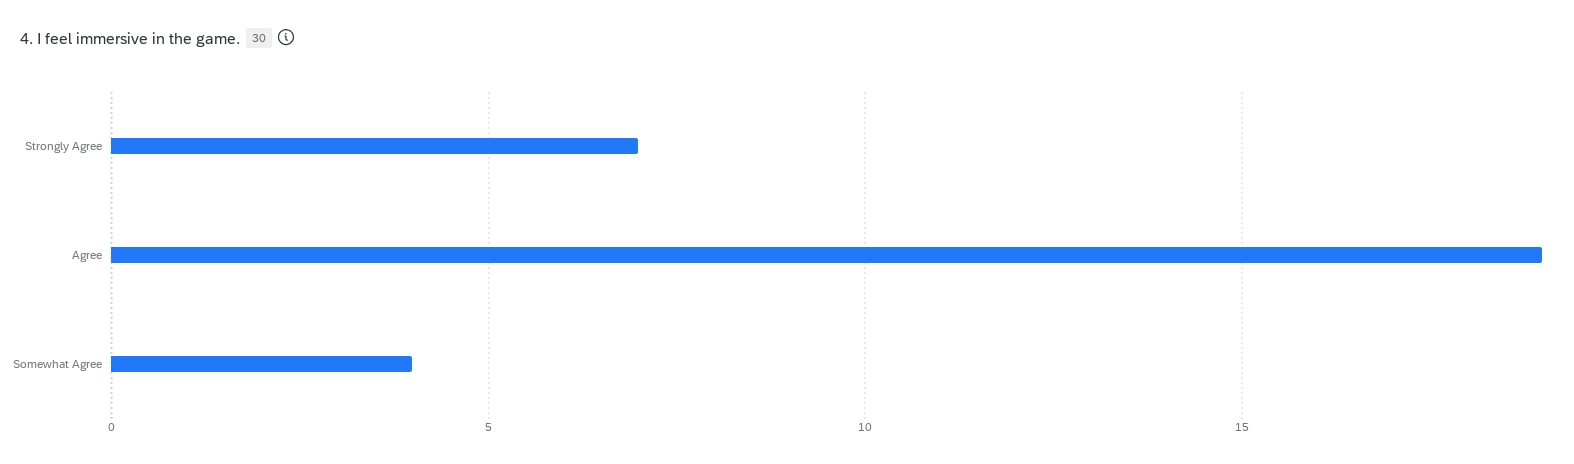 4. I feel immersive in the game. 30
Strongly Agree
Agree
Somewhat Agree
0 5 10 15